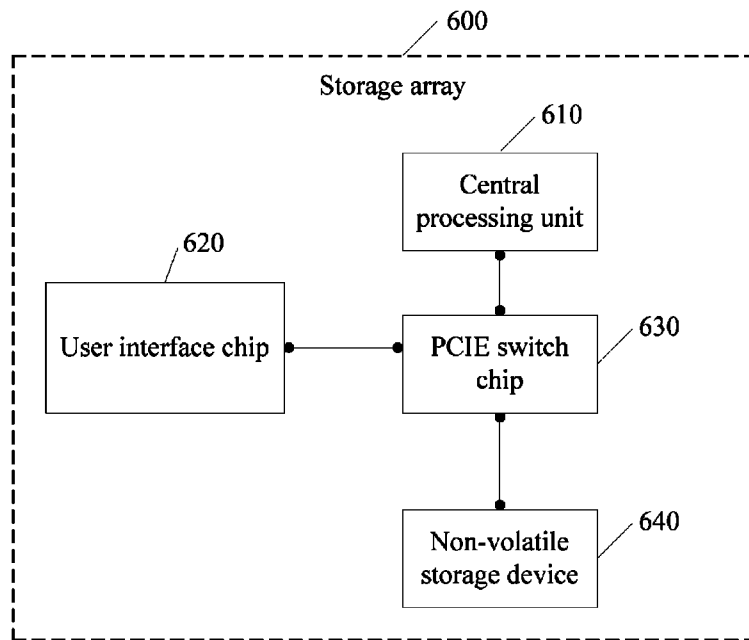 600
Storage array
610
Central
processing unit
620
User interface chip
630
PCIE switch
chip
640
Non-volatile
storage device